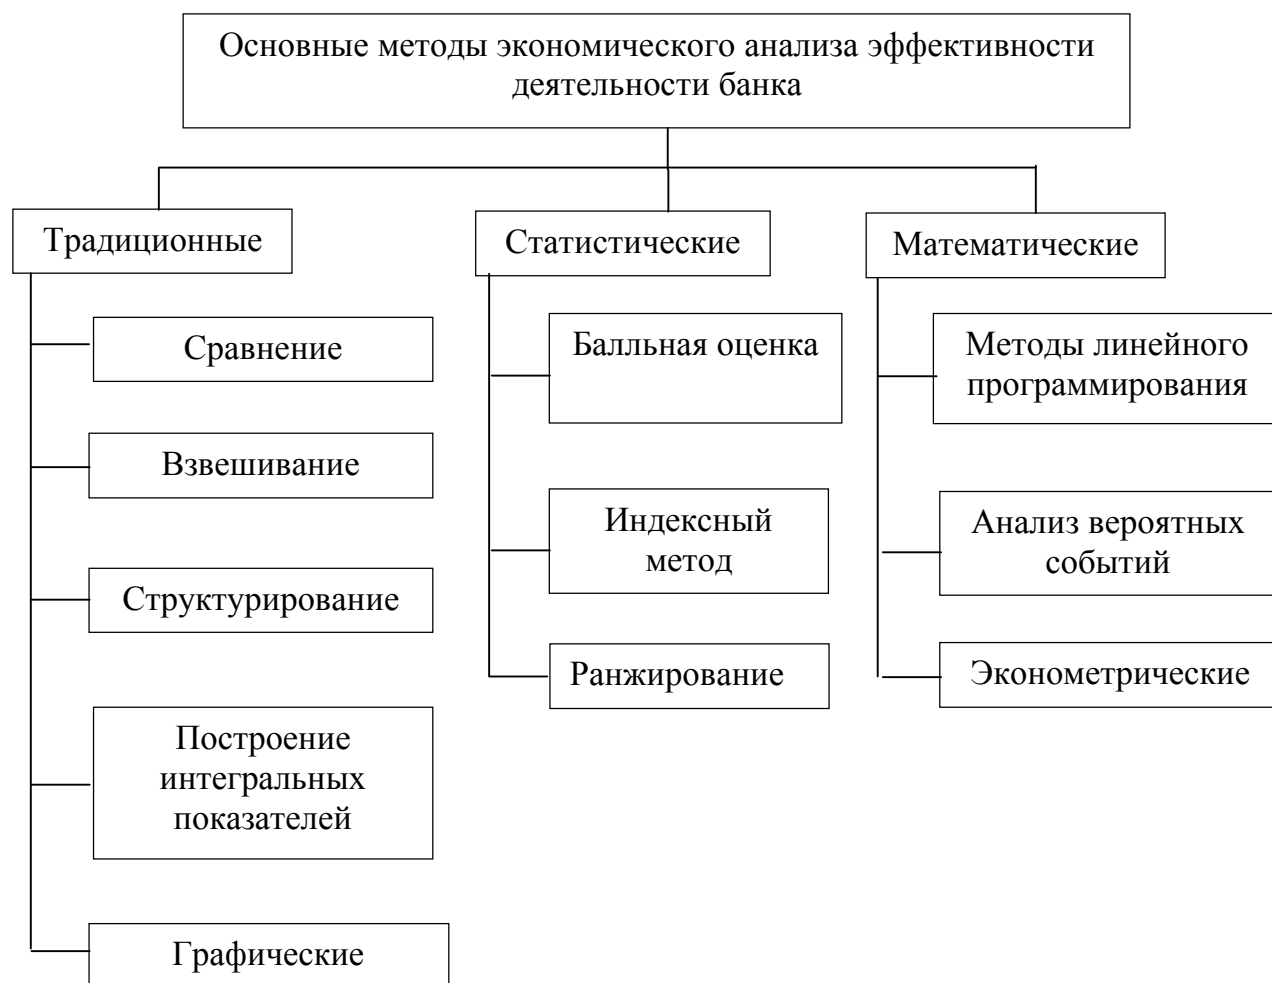 Основные методы экономического анализа эффективности
деятельности банка
Традиционные
Сравнение
Взвешивание
Структурирование
Построение
интегральных
показателей
Графические
Статистические
Балльная оценка
Индексный
метод
Ранжирование
Математические
Методы линейного
программирования
Анализ вероятных
событий
Эконометрические